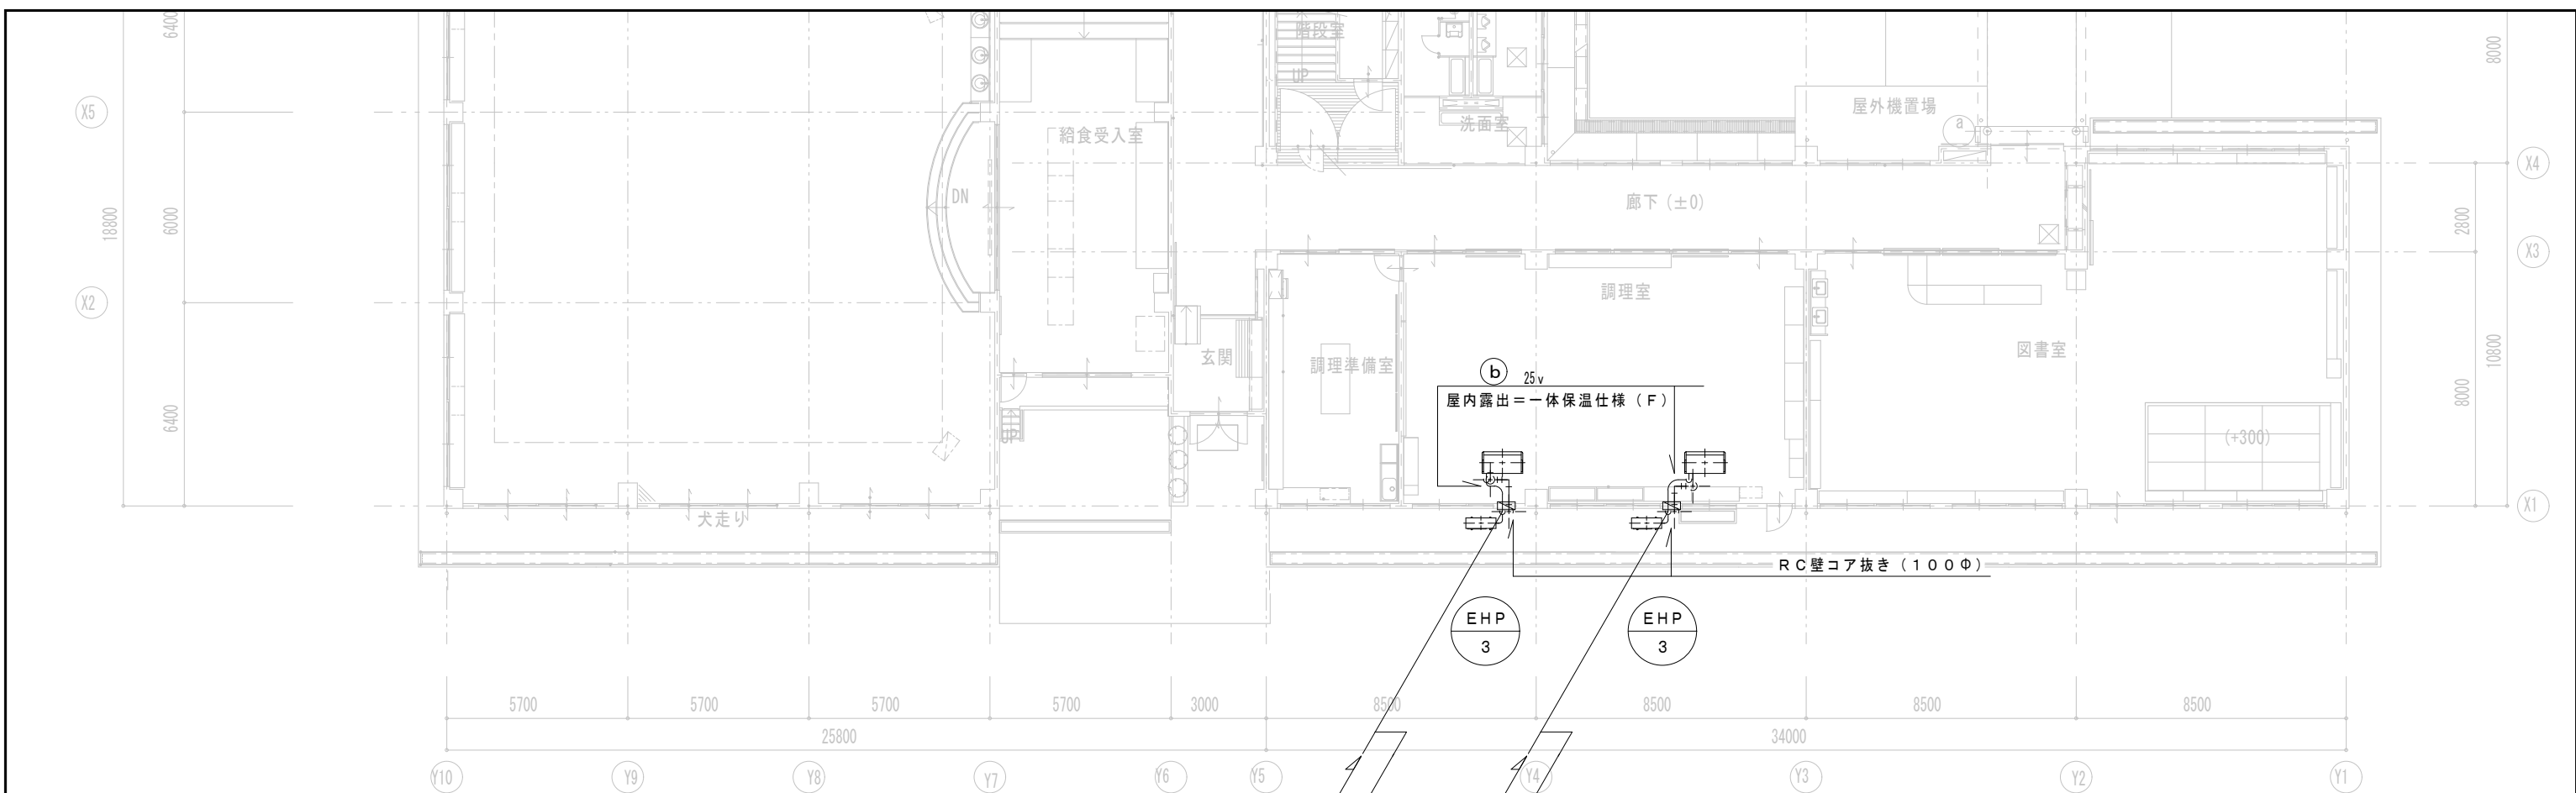 6400
階段室
8000
UP
X5
給食受入室
洗面室
屋外機置場
a
X4
18800
6000
DN
廊下 (±0)
2800
X3
X2
調理室
玄関
調理準備室
図書室
10800
b
25v
屋内露出=一体保温仕様 (F)
8000
6400
UP
(+300)
X1
犬走り
RC壁コア抜き (100Φ)
EHP
3
EHP
3
5700
5700
5700
5700
3000
8500
8500
8500
8500
25800
34000
Y10
Y9
Y8
Y7
Y6
Y5
Y4
Y3
Y2
Y1